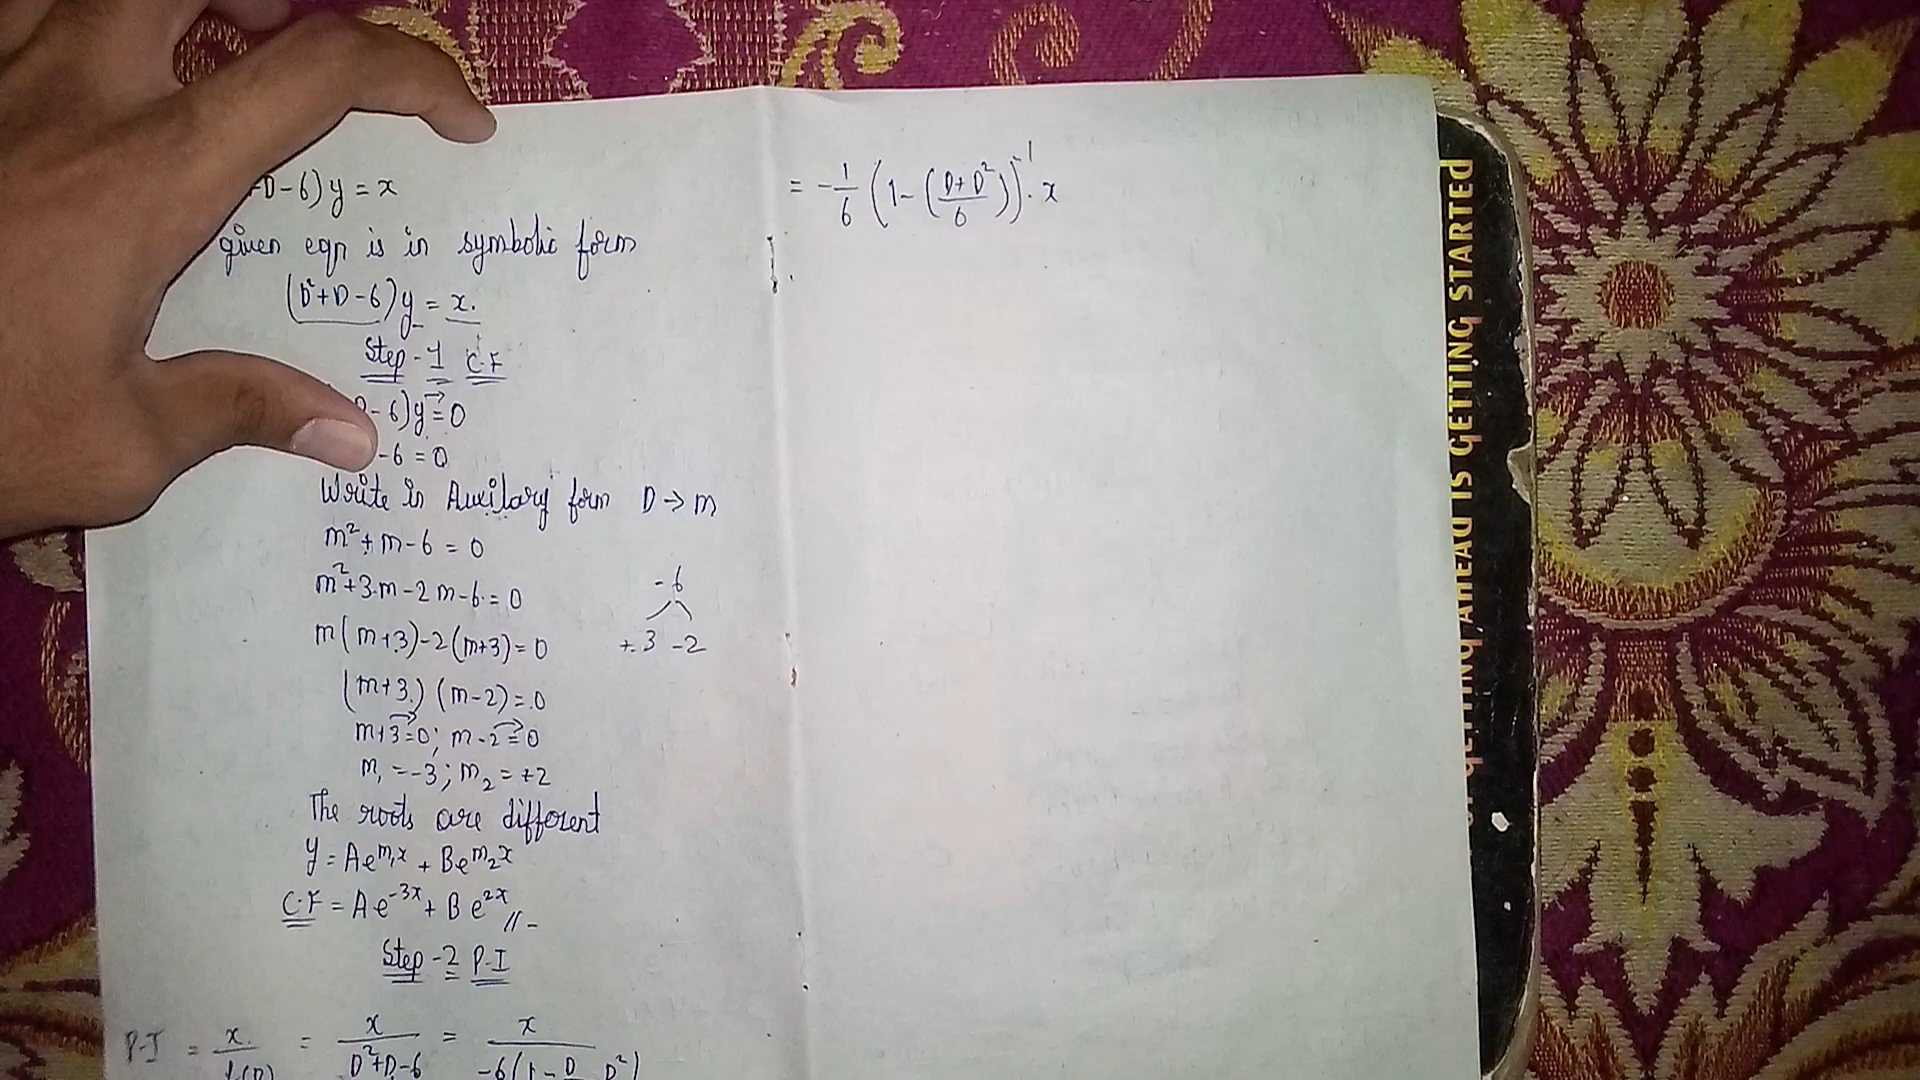 +D-6)y = x
given eqn is in symbolic form
(D²+D-6)y = x.
Step-1 C.F
D-6)y=0
-6=0
Write in Auxilary form D→m
m²+m-6 = 0
m²+3m-2m-6=0
-6
m(m+3)-2(m+3)=0
+3 -2
(m+3)(m-2)=0
m+3=0; m-2=0
m₁=-3; m₂=+2
The roots are different
y=Ae^m₁x + Be^m₂x
C.F = Ae^-3x + Be^2x //-
Step-2 P-I
P-I = x/f(D) = x/D²+D-6 = x/-6(1-D D²)
= -1/6 (1-(D+D²/6))^-1 . x
GETTING AHEAD IS GETTING STARTED